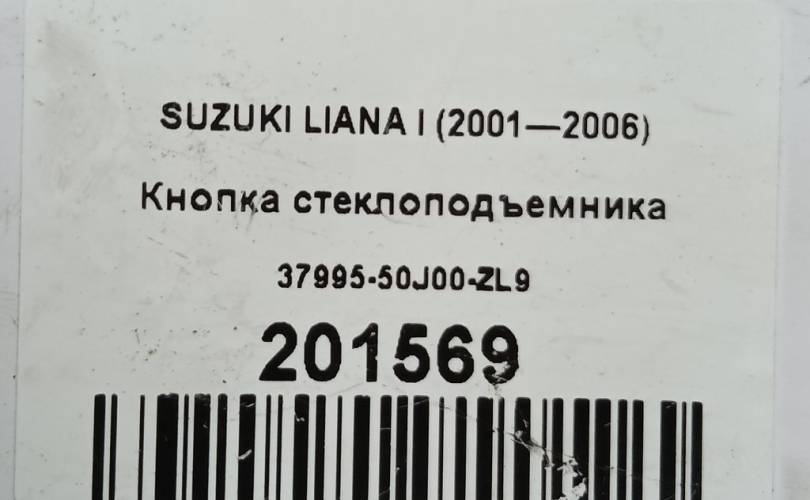 SUZUKI LIANA I (2001—2006)
Кнопка стеклоподъемника
37995-50J00-ZL9
201569